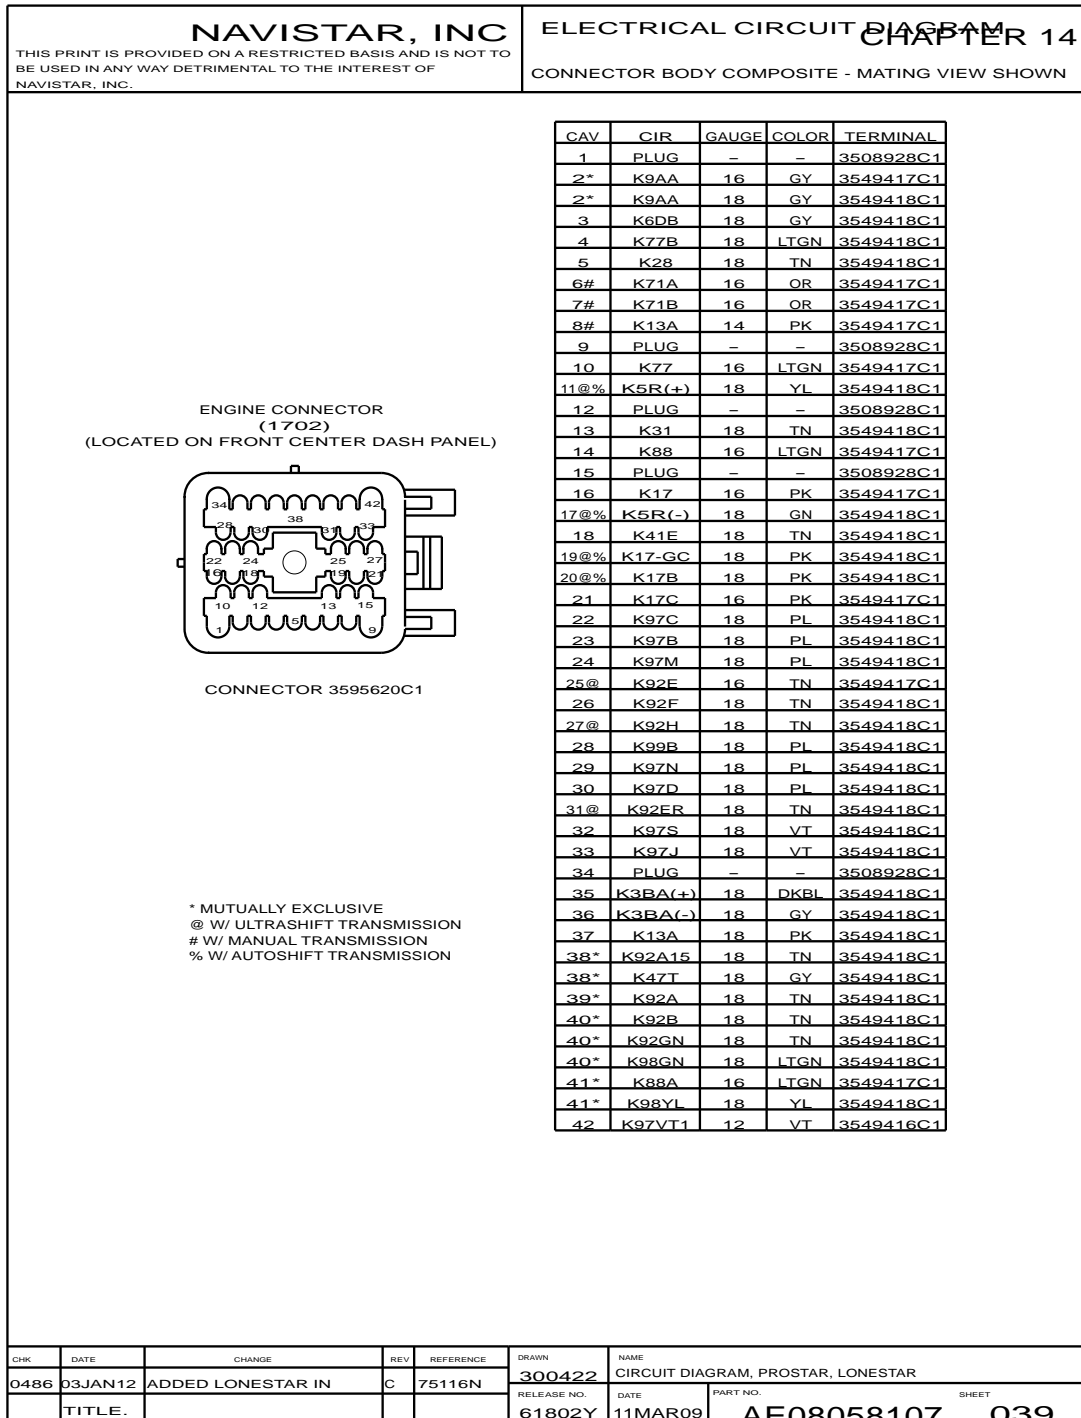 NAVISTAR, INC
THIS PRINT IS PROVIDED ON A RESTRICTED BASIS AND IS NOT TO
BE USED IN ANY WAY DETRIMENTAL TO THE INTEREST OF
NAVISTAR, INC.
ELECTRICAL CIRCUIT DIAGRAM
CHAPTER 14
CONNECTOR BODY COMPOSITE - MATING VIEW SHOWN
CAV CIR GAUGE COLOR TERMINAL
1 PLUG – – 3508928C1
2* K9AA 16 GY 3549417C1
2* K9AA 18 GY 3549418C1
3 K6DB 18 GY 3549418C1
4 K77B 18 LTGN 3549418C1
5 K28 18 TN 3549418C1
6# K71A 16 OR 3549417C1
7# K71B 16 OR 3549417C1
8# K13A 14 PK 3549417C1
9 PLUG – – 3508928C1
10 K77 16 LTGN 3549417C1
11@% K5R(+) 18 YL 3549418C1
12 PLUG – – 3508928C1
13 K31 18 TN 3549418C1
14 K88 16 LTGN 3549417C1
15 PLUG – – 3508928C1
16 K17 16 PK 3549417C1
17@% K5R(-) 18 GN 3549418C1
18 K41E 18 TN 3549418C1
19@% K17-GC 18 PK 3549418C1
20@% K17B 18 PK 3549418C1
21 K17C 16 PK 3549417C1
22 K97C 18 PL 3549418C1
23 K97B 18 PL 3549418C1
24 K97M 18 PL 3549418C1
25@ K92E 16 TN 3549417C1
26 K92F 18 TN 3549418C1
27@ K92H 18 TN 3549418C1
28 K99B 18 PL 3549418C1
29 K97N 18 PL 3549418C1
30 K97D 18 PL 3549418C1
31@ K92ER 18 TN 3549418C1
32 K97S 18 VT 3549418C1
33 K97J 18 VT 3549418C1
34 PLUG – – 3508928C1
35 K3BA(+) 18 DKBL 3549418C1
36 K3BA(-) 18 GY 3549418C1
37 K13A 18 PK 3549418C1
38* K92A15 18 TN 3549418C1
38* K47T 18 GY 3549418C1
39* K92A 18 TN 3549418C1
40* K92B 18 TN 3549418C1
40* K92GN 18 TN 3549418C1
40* K98GN 18 LTGN 3549418C1
41* K88A 16 LTGN 3549417C1
41* K98YL 18 YL 3549418C1
42 K97VT1 12 VT 3549416C1
ENGINE CONNECTOR
(1702)
(LOCATED ON FRONT CENTER DASH PANEL)
34 42
38
28 30 31 33
22 24 25 27
16 18 19 21
10 12 13 15
1 5 9
CONNECTOR 3595620C1
* MUTUALLY EXCLUSIVE
@ W/ ULTRASHIFT TRANSMISSION
# W/ MANUAL TRANSMISSION
% W/ AUTOSHIFT TRANSMISSION
CHK DATE CHANGE REV REFERENCE
0486 03JAN12 ADDED LONESTAR IN C 75116N
TITLE.
DRAWN NAME
300422 CIRCUIT DIAGRAM, PROSTAR, LONESTAR
RELEASE NO. DATE PART NO. SHEET
61802Y 11MAR09 AE08058107 039